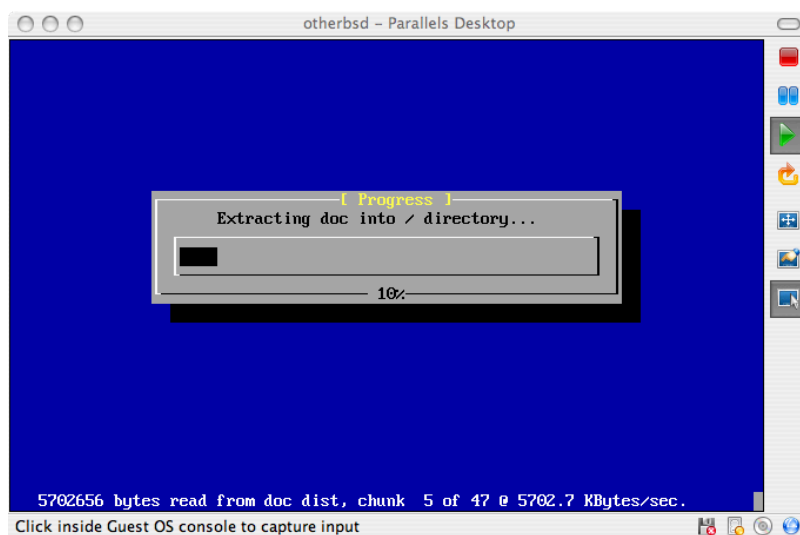 otherbsd – Parallels Desktop
[ Progress ]
Extracting doc into / directory...
10%
5702656 bytes read from doc dist, chunk  5 of 47 @ 5702.7 KBytes/sec.
Click inside Guest OS console to capture input